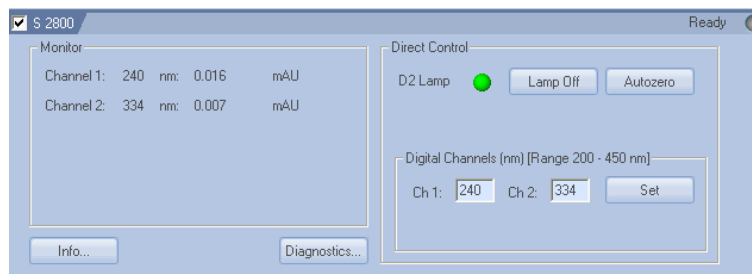 S 2800
Ready
Monitor
Channel 1: 240 nm: 0.016 mAU
Channel 2: 334 nm: 0.007 mAU
Info...
Diagnostics...
Direct Control
D2 Lamp
Lamp Off
Autozero
Digital Channels (nm) [Range 200 - 450 nm]
Ch 1: 240 Ch 2: 334 Set